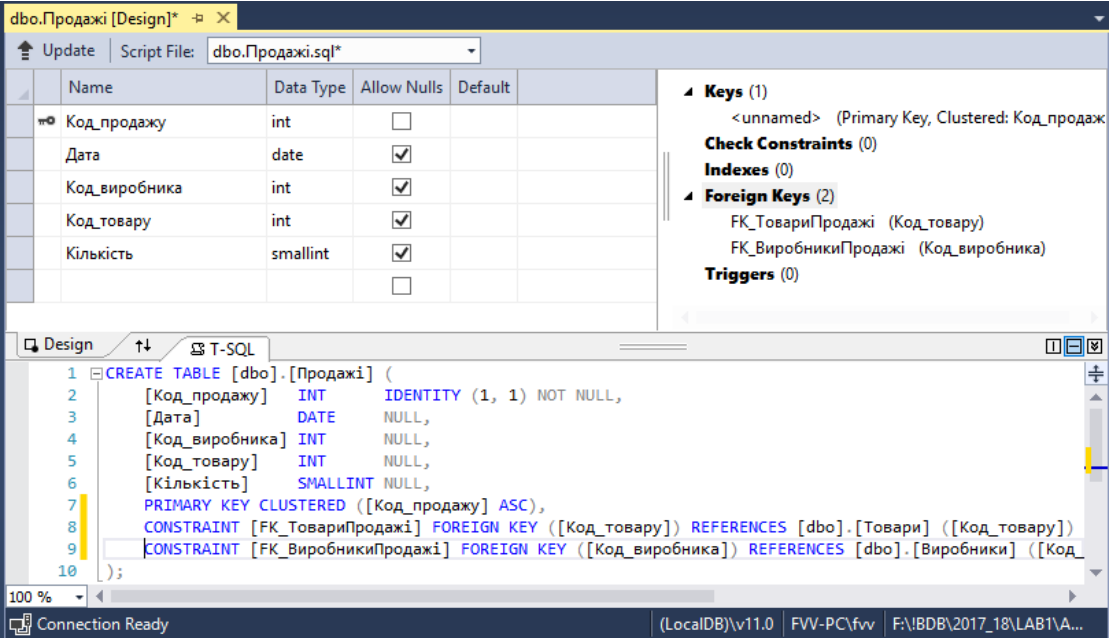 dbo.Продажі [Design]*
Update Script File: dbo.Продажі.sql*
Name Data Type Allow Nulls Default
Код_продажу int
Дата date
Код_виробника int
Код_товару int
Кількість smallint
Keys (1)
<unnamed> (Primary Key, Clustered: Код_продаж
Check Constraints (0)
Indexes (0)
Foreign Keys (2)
FK_ТовариПродажі (Код_товару)
FK_ВиробникиПродажі (Код_виробника)
Triggers (0)
Design T-SQL
1 CREATE TABLE [dbo].[Продажі] (
2 [Код_продажу] INT IDENTITY (1, 1) NOT NULL,
3 [Дата] DATE NULL,
4 [Код_виробника] INT NULL,
5 [Код_товару] INT NULL,
6 [Кількість] SMALLINT NULL,
7 PRIMARY KEY CLUSTERED ([Код_продажу] ASC),
8 CONSTRAINT [FK_ТовариПродажі] FOREIGN KEY ([Код_товару]) REFERENCES [dbo].[Товари] ([Код_товару])
9 CONSTRAINT [FK_ВиробникиПродажі] FOREIGN KEY ([Код_виробника]) REFERENCES [dbo].[Виробники] ([Код_
10 );
100 %
Connection Ready (LocalDB)\v11.0 FVV-PC\fvv F:\!BDB\2017_18\LAB1\A...